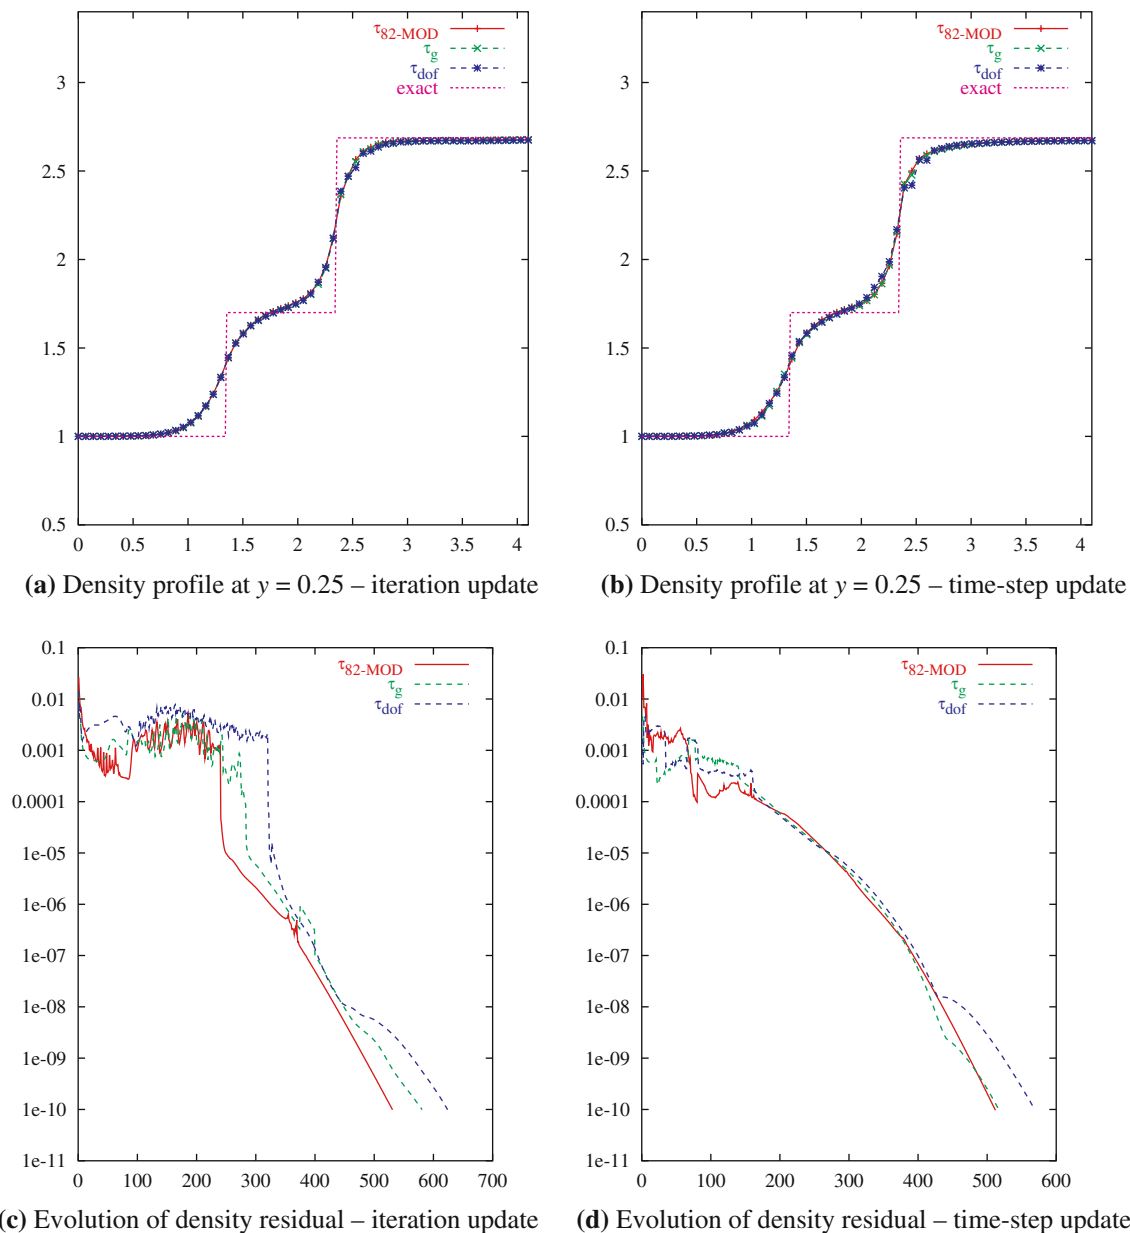 τ82-MOD
τg
τdof
exact
3
2.5
2
1.5
1
0.5
0 0.5 1 1.5 2 2.5 3 3.5 4
(a) Density profile at y = 0.25 – iteration update
τ82-MOD
τg
τdof
exact
3
2.5
2
1.5
1
0.5
0 0.5 1 1.5 2 2.5 3 3.5 4
(b) Density profile at y = 0.25 – time-step update
0.1
τ82-MOD
τg
τdof
0.01
0.001
0.0001
1e-05
1e-06
1e-07
1e-08
1e-09
1e-10
1e-11
0 100 200 300 400 500 600 700
(c) Evolution of density residual – iteration update
0.1
τ82-MOD
τg
τdof
0.01
0.001
0.0001
1e-05
1e-06
1e-07
1e-08
1e-09
1e-10
1e-11
0 100 200 300 400 500 600
(d) Evolution of density residual – time-step update